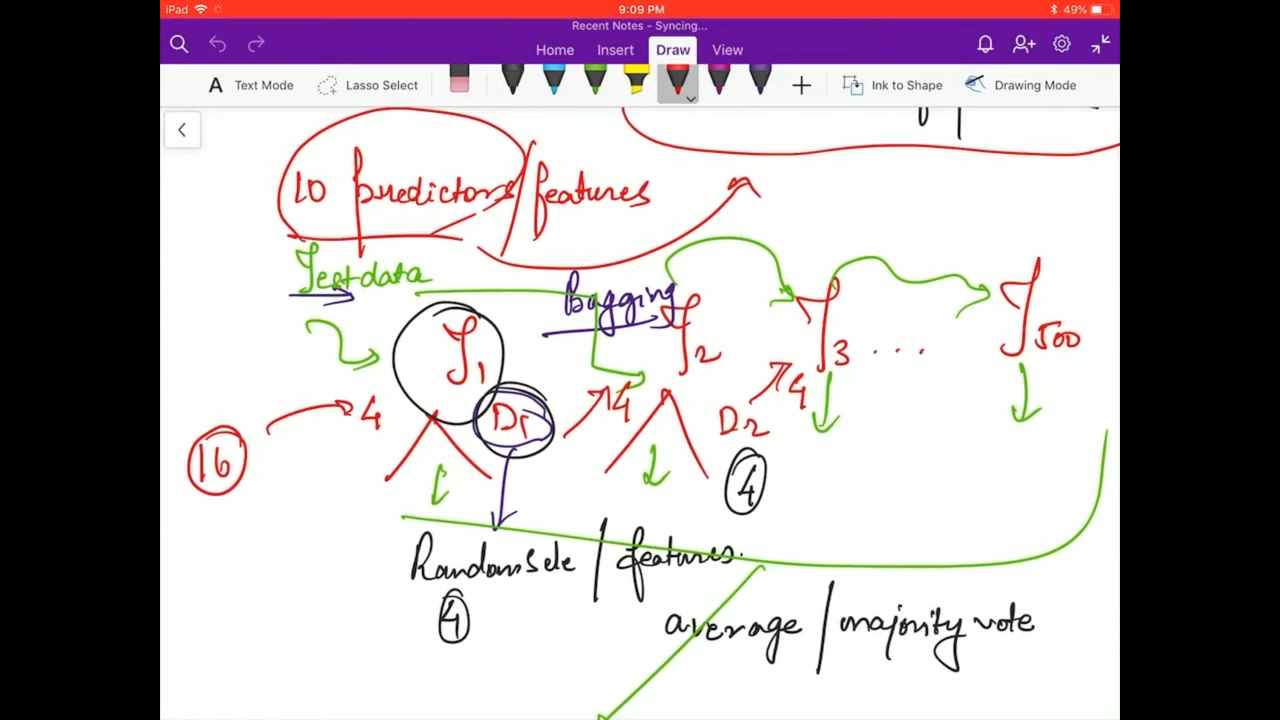 iPad 9:09 PM 49%
Recent Notes - Syncing...
Home Insert Draw View
A Text Mode Lasso Select Ink to Shape Drawing Mode
10 predictors/features
Test data
Bagging
T1 T2 T3 ... T500
16 4 D1 4 D2 4
4
Random sele / features
4
average / majority vote